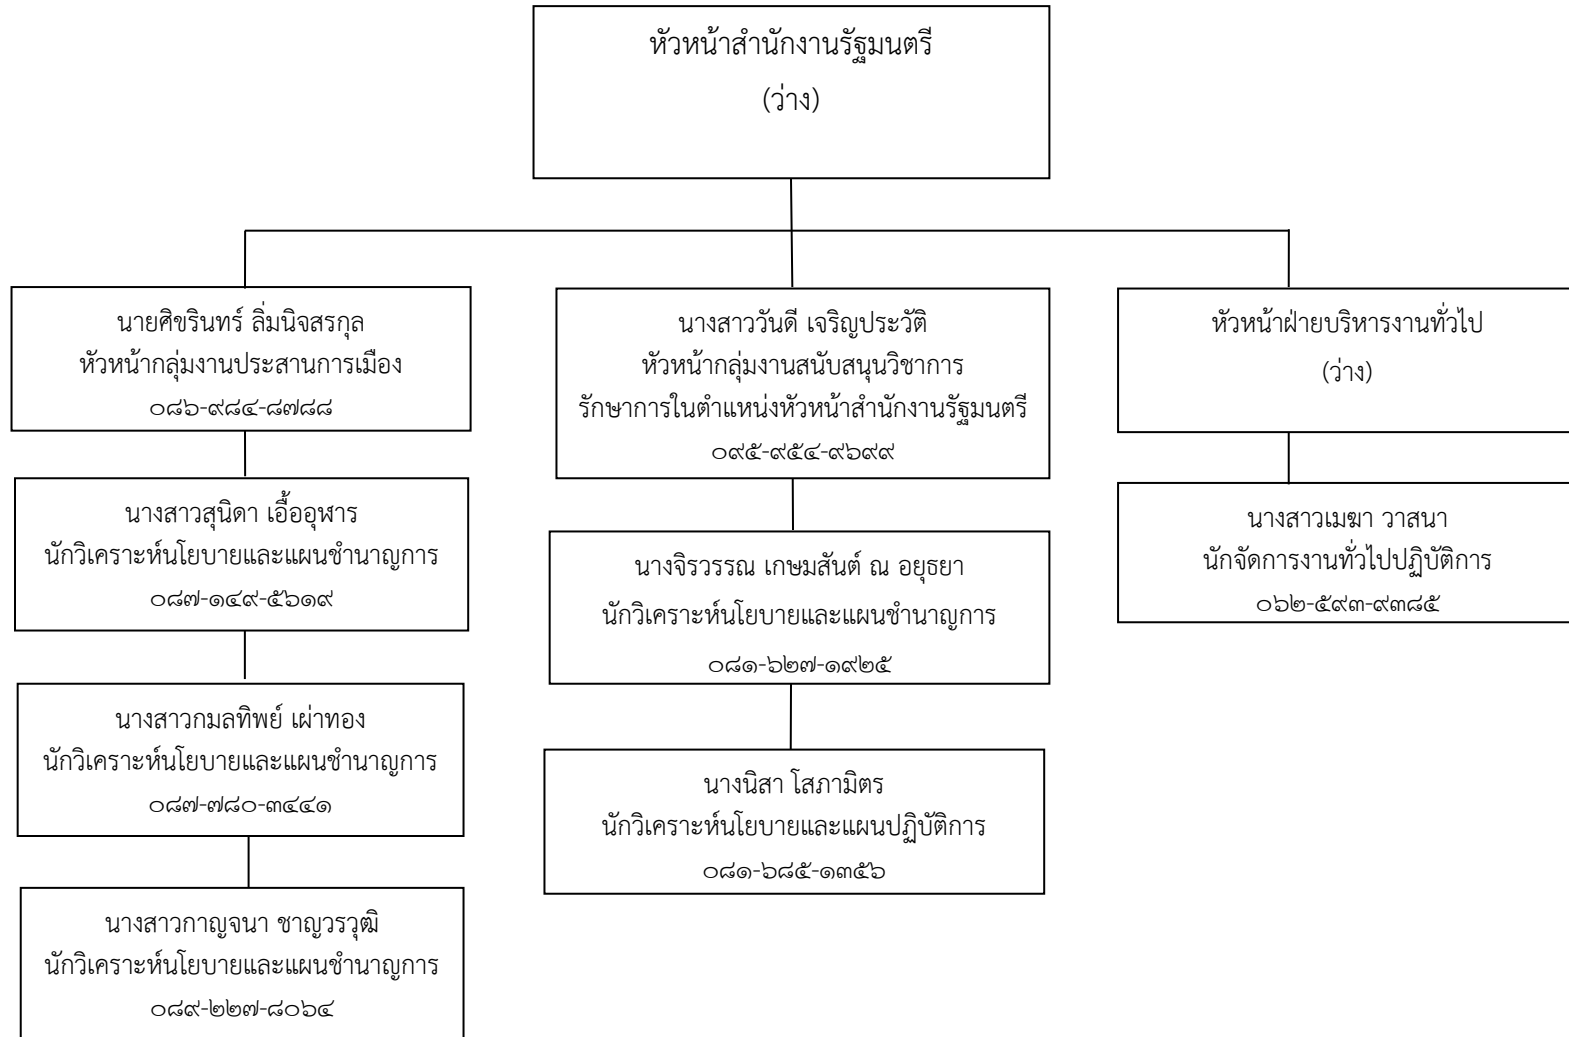 หัวหน้าสำนักงานรัฐมนตรี
(ว่าง)
นายศิขรินทร์ ลิ่มนิจสรกุล
หัวหน้ากลุ่มงานประสานการเมือง
๐๘๖-๙๘๔-๘๗๘๘
นางสาวสุนิดา เอื้ออุฬาร
นักวิเคราะห์นโยบายและแผนชำนาญการ
๐๘๗-๑๔๙-๕๖๑๙
นางสาวกมลทิพย์ เผ่าทอง
นักวิเคราะห์นโยบายและแผนชำนาญการ
๐๘๗-๗๘๐-๓๔๔๑
นางสาวกาญจนา ชาญวรวุฒิ
นักวิเคราะห์นโยบายและแผนชำนาญการ
๐๘๙-๒๒๗-๘๐๖๔
นางสาววันดี เจริญประวัติ
หัวหน้ากลุ่มงานสนับสนุนวิชาการ
รักษาการในตำแหน่งหัวหน้าสำนักงานรัฐมนตรี
๐๙๕-๙๕๔-๙๖๙๙
นางจิรวรรณ เกษมสันต์ ณ อยุธยา
นักวิเคราะห์นโยบายและแผนชำนาญการ
๐๘๑-๖๒๗-๑๙๒๕
นางนิสา โสภามิตร
นักวิเคราะห์นโยบายและแผนปฏิบัติการ
๐๘๑-๖๘๕-๑๓๕๖
หัวหน้าฝ่ายบริหารงานทั่วไป
(ว่าง)
นางสาวเมฆา วาสนา
นักจัดการงานทั่วไปปฏิบัติการ
๐๖๒-๕๙๓-๙๓๘๕